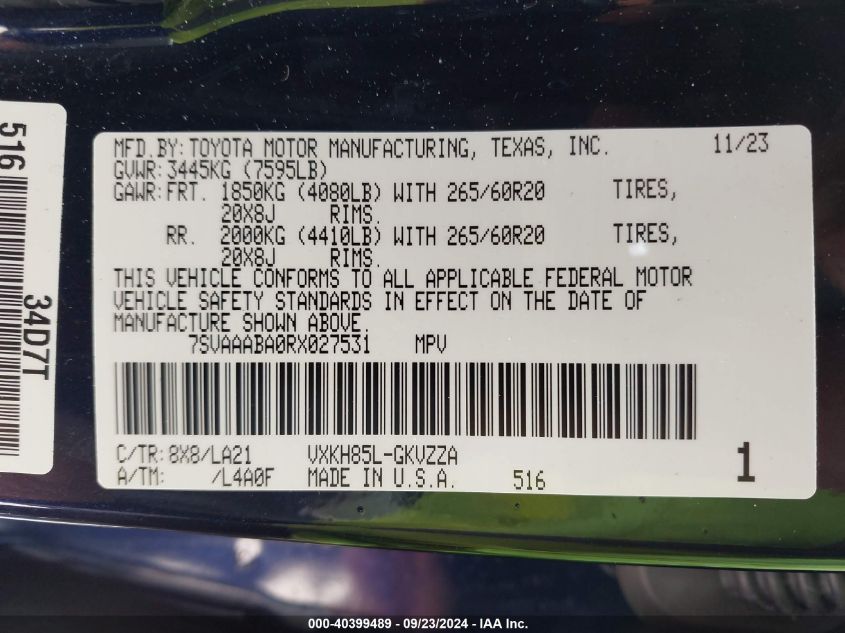 516
34D7T
MFD.BY: TOYOTA MOTOR MANUFACTURING, TEXAS, INC. 11/23
GVWR: 3445KG (7595LB)
GAWR: FRT. 1850KG (4080LB) WITH 265/60R20 TIRES,
20X8J RIMS.
RR. 2000KG (4410LB) WITH 265/60R20 TIRES,
20X8J RIMS.
THIS VEHICLE CONFORMS TO ALL APPLICABLE FEDERAL MOTOR
VEHICLE SAFETY STANDARDS IN EFFECT ON THE DATE OF
MANUFACTURE SHOWN ABOVE.
7SVAAABA0RX027531 MPV
C/TR: 8X8/LA21 VXKH85L-GKVZZA
A/TM: /L4A0F MADE IN U.S.A. 516
1
000-40399489 - 09/23/2024 - IAA Inc.